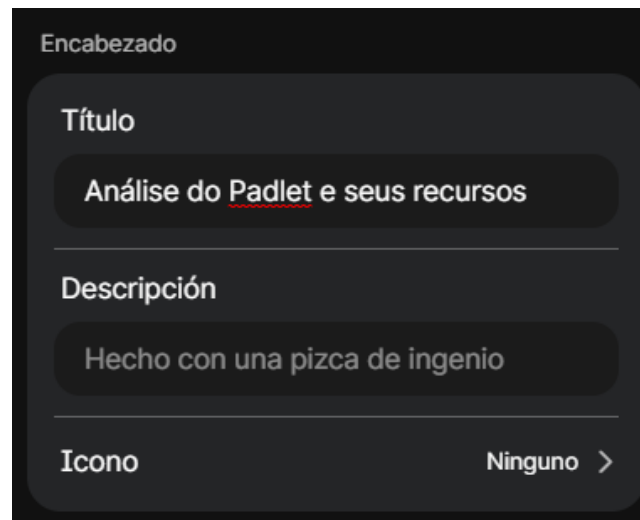 Encabezado
Título
Análise do Padlet e seus recursos
Descripción
Hecho con una pizca de ingenio
Icono Ninguno